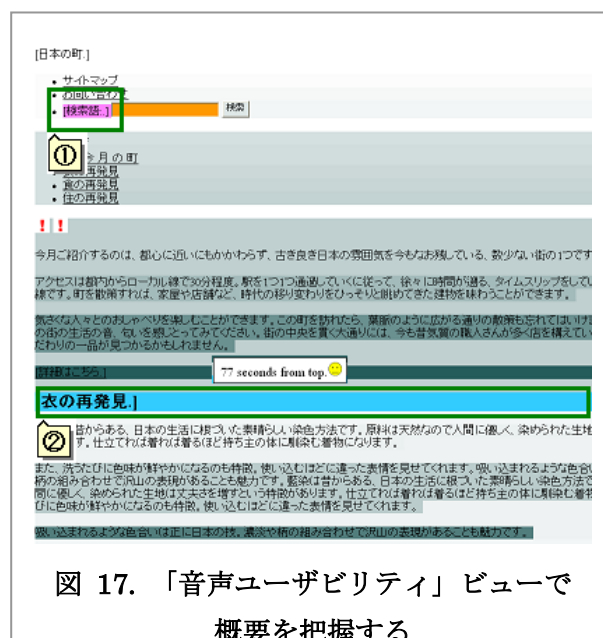 [日本の町.]
サイトマップ
お問い合わせ
[検索語:.] 検索
①
今月の町
衣の再発見
食の再発見
住の再発見
！！
今月ご紹介するのは、都心に近いにもかかわらず、古き良き日本の雰囲気を今もなお残している、数少ない街の1つです
アクセスは都内からローカル線で30分程度。駅を1つ1つ通過していくに従って、徐々に時間が遡る、タイムスリップをして
線です。町を散策すれば、家屋や店舗など、時代の移り変わりをひっそりと眺めてきた建物を味わうことができます。
気さくな人々とのおしゃべりを楽しむことができます。この町を訪れたら、葉脈のように広がる通りの散策も忘れてはいけ
の街の生活の音、匂いを感じとってみてください。街の中央を貫く大通りには、今も昔気質の職人さんが多く店を構えてい
だわりの一品が見つかるかもしれません。
[詳細はこちら.]
77 seconds from top.
衣の再発見.]
②
昔からある、日本の生活に根づいた素晴らしい染色方法です。原料は天然なので人間に優しく、染められた生地
す。仕立てれば着れば着るほど持ち主の体に馴染む着物になります。
また、洗うたびに色味が鮮やかになるのも特徴。使い込むほどに違った表情を見せてくれます。吸い込まれるような色合い
柄の組み合わせで沢山の表現があることも魅力です。藍染は昔からある、日本の生活に根づいた素晴らしい染色方法で
間に優しく、染められた生地は丈夫さを増すという特徴があります。仕立てれば着れば着るほど持ち主の体に馴染む着物
びに色味が鮮やかになるのも特徴。使い込むほどに違った表情を見せてくれます。
吸い込まれるような色合いは正に日本の技。濃淡や柄の組み合わせで沢山の表現があることも魅力です。
図 17. 「音声ユーザビリティ」ビューで
概要を把握する